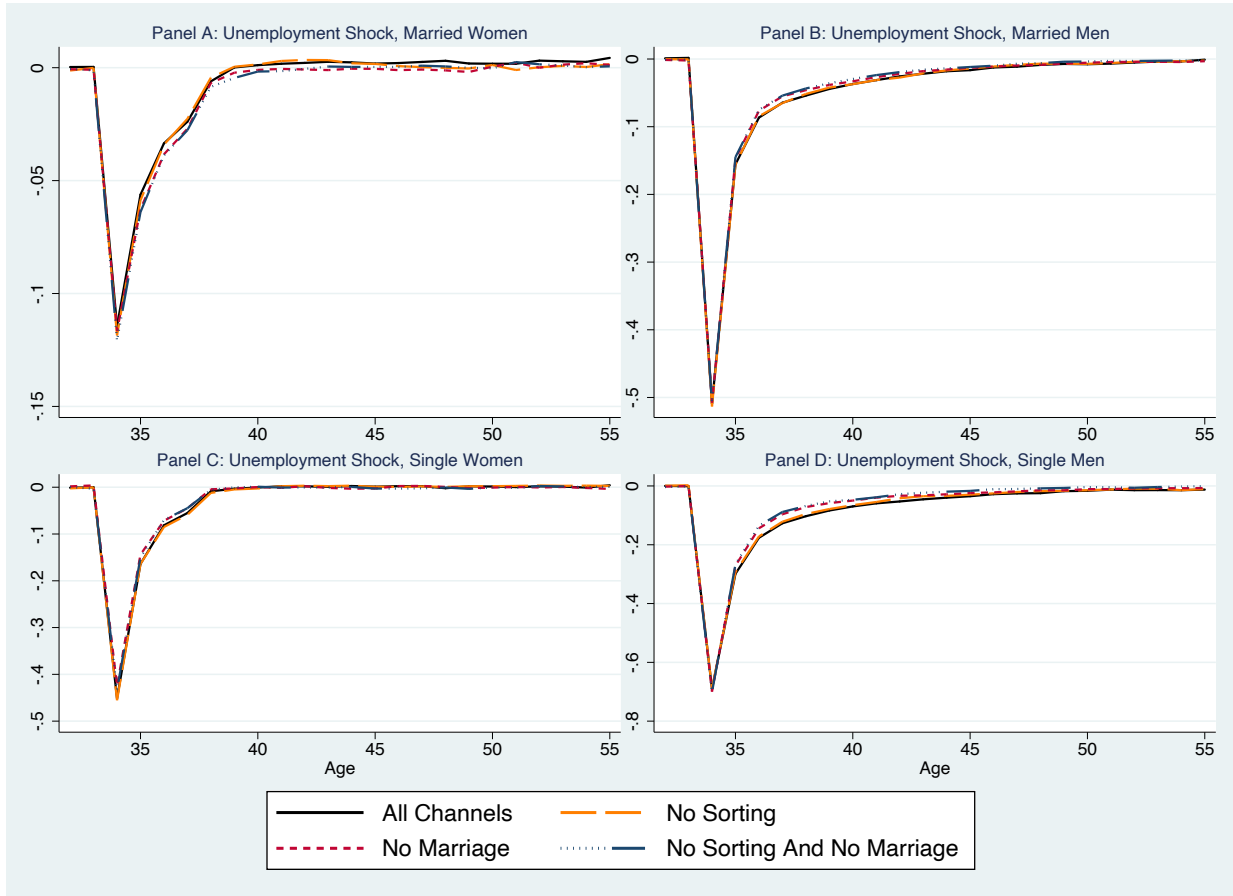 Panel A: Unemployment Shock, Married Women
0
-.05
-.1
-.15
35 40 45 50 55
Panel B: Unemployment Shock, Married Men
0
-.1
-.2
-.3
-.4
-.5
35 40 45 50 55
Panel C: Unemployment Shock, Single Women
0
-.1
-.2
-.3
-.4
-.5
35 40 45 50 55
Age
Panel D: Unemployment Shock, Single Men
0
-.2
-.4
-.6
-.8
35 40 45 50 55
Age
All Channels No Sorting
No Marriage No Sorting And No Marriage